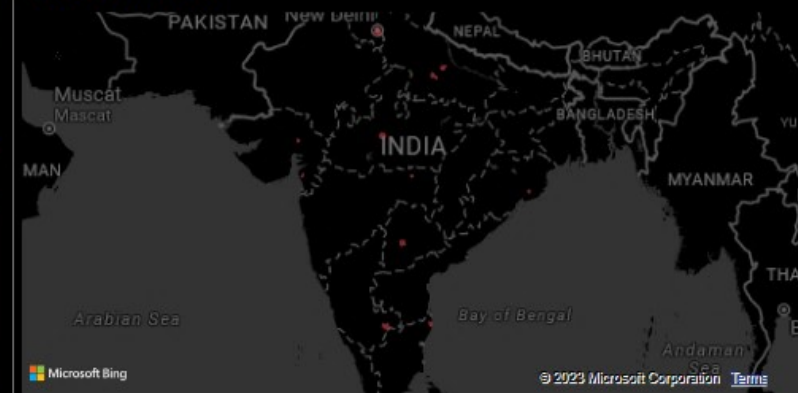 PAKISTAN
New Delhi
NEPAL
BHUTAN
Muscat
Mascat
BANGLADESH
YU
INDIA
MAN
MYANMAR
THA
Arabian Sea
Bay of Bengal
B
Andaman
Sea
Microsoft Bing
© 2023 Microsoft Corporation Terms